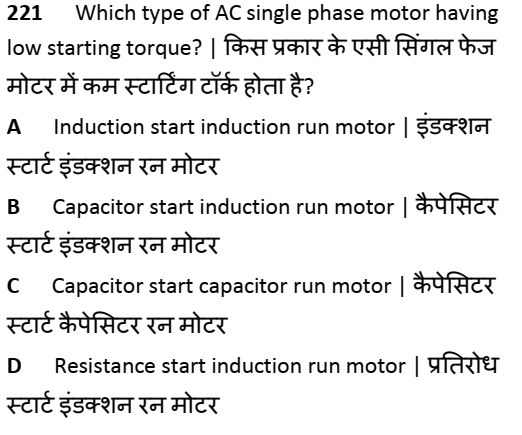 221 Which type of AC single phase motor having
low starting torque? | किस प्रकार के एसी सिंगल फेज
मोटर में कम स्टार्टिंग टॉर्क होता है?
A Induction start induction run motor | इंडक्शन
स्टार्ट इंडक्शन रन मोटर
B Capacitor start induction run motor | कैपेसिटर
स्टार्ट इंडक्शन रन मोटर
C Capacitor start capacitor run motor | कैपेसिटर
स्टार्ट कैपेसिटर रन मोटर
D Resistance start induction run motor | प्रतिरोध
स्टार्ट इंडक्शन रन मोटर